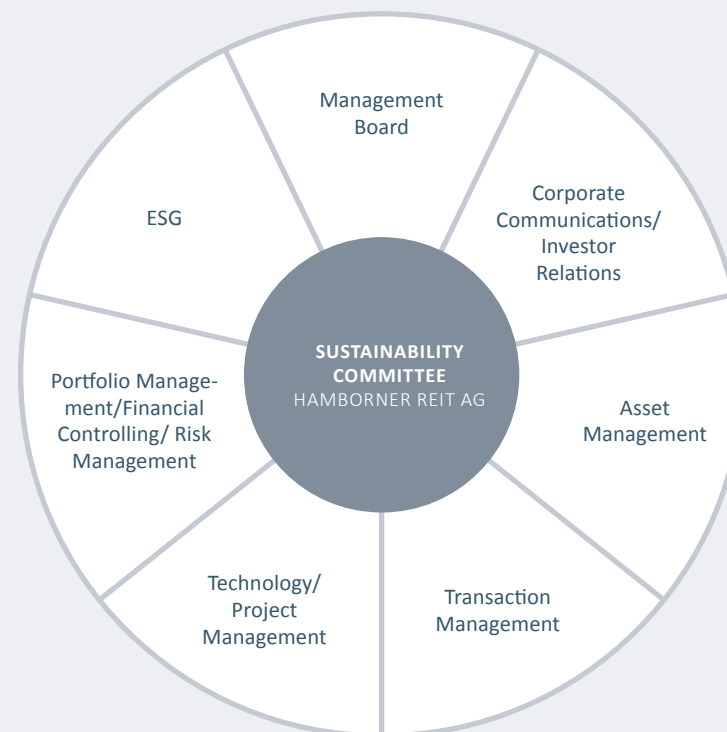 Management
Board
Corporate
Communications/
Investor
Relations
ESG
SUSTAINABILITY
COMMITTEE
HAMBORNER REIT AG
Asset
Management
Portfolio Manage-
ment/Financial
Controlling/ Risk
Management
Technology/
Project
Management
Transaction
Management